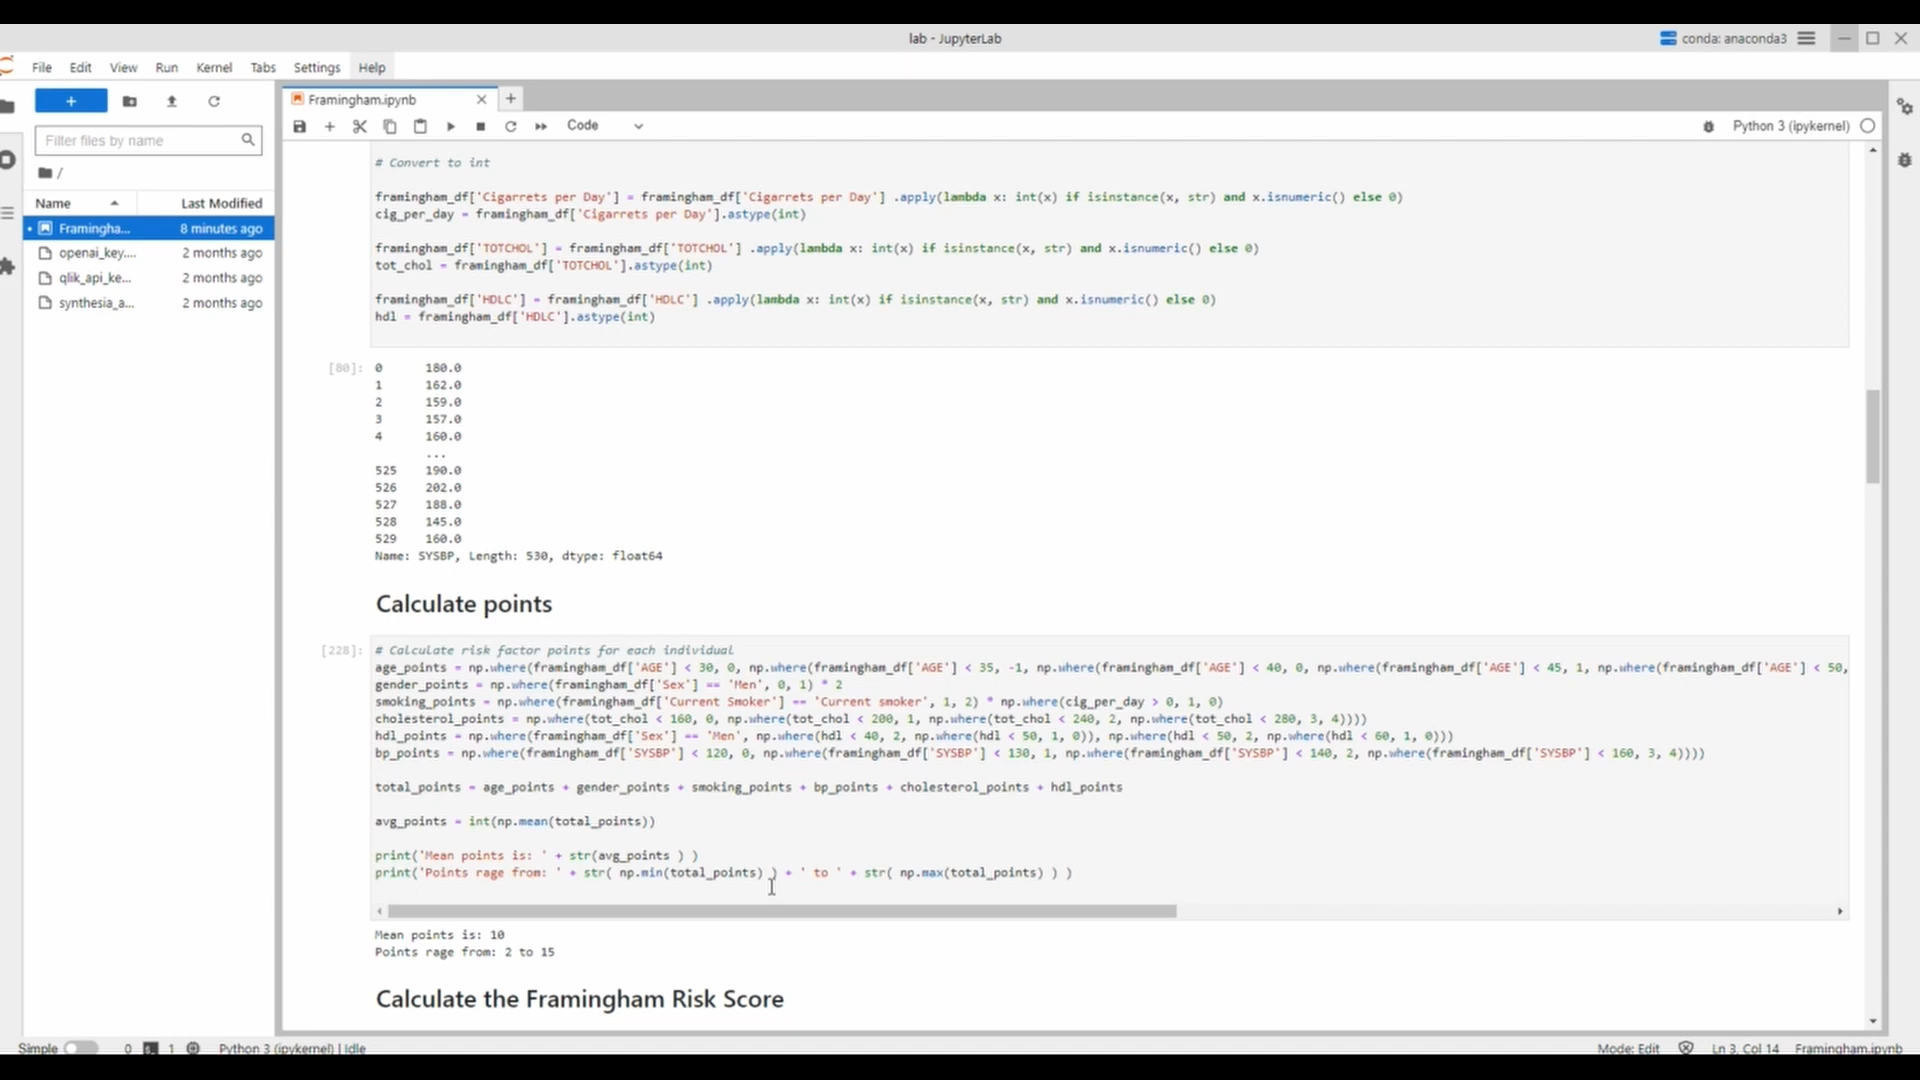 lab - JupyterLab
conda: anaconda3
File Edit View Run Kernel Tabs Settings Help
Framingham.ipynb
Code
Python 3 (ipykernel)
Filter files by name
/
Name Last Modified
Framingha... 8 minutes ago
openai_key.... 2 months ago
qlik_api_ke... 2 months ago
synthesia_a... 2 months ago
# Convert to int
framingham_df['Cigarrets per Day'] = framingham_df['Cigarrets per Day'] .apply(lambda x: int(x) if isinstance(x, str) and x.isnumeric() else 0)
cig_per_day = framingham_df['Cigarrets per Day'].astype(int)
framingham_df['TOTCHOL'] = framingham_df['TOTCHOL'] .apply(lambda x: int(x) if isinstance(x, str) and x.isnumeric() else 0)
tot_chol = framingham_df['TOTCHOL'].astype(int)
framingham_df['HDLC'] = framingham_df['HDLC'] .apply(lambda x: int(x) if isinstance(x, str) and x.isnumeric() else 0)
hdl = framingham_df['HDLC'].astype(int)
[80]: 0 180.0
1 162.0
2 159.0
3 157.0
4 160.0
...
525 190.0
526 202.0
527 188.0
528 145.0
529 160.0
Name: SYSBP, Length: 530, dtype: float64
Calculate points
[228]: # Calculate risk factor points for each individual
age_points = np.where(framingham_df['AGE'] < 30, 0, np.where(framingham_df['AGE'] < 35, -1, np.where(framingham_df['AGE'] < 40, 0, np.where(framingham_df['AGE'] < 45, 1, np.where(framingham_df['AGE'] < 50,
gender_points = np.where(framingham_df['Sex'] == 'Men', 0, 1) * 2
smoking_points = np.where(framingham_df['Current Smoker'] == 'Current smoker', 1, 2) * np.where(cig_per_day > 0, 1, 0)
cholesterol_points = np.where(tot_chol < 160, 0, np.where(tot_chol < 200, 1, np.where(tot_chol < 240, 2, np.where(tot_chol < 280, 3, 4))))
hdl_points = np.where(framingham_df['Sex'] == 'Men', np.where(hdl < 40, 2, np.where(hdl < 50, 1, 0)), np.where(hdl < 50, 2, np.where(hdl < 60, 1, 0)))
bp_points = np.where(framingham_df['SYSBP'] < 120, 0, np.where(framingham_df['SYSBP'] < 130, 1, np.where(framingham_df['SYSBP'] < 140, 2, np.where(framingham_df['SYSBP'] < 160, 3, 4))))
total_points = age_points + gender_points + smoking_points + bp_points + cholesterol_points + hdl_points
avg_points = int(np.mean(total_points))
print('Mean points is: ' + str(avg_points ) )
print('Points rage from: ' + str( np.min(total_points) ) + ' to ' + str( np.max(total_points) ) )
Mean points is: 10
Points rage from: 2 to 15
Calculate the Framingham Risk Score
Simple 0 1 Python 3 (ipykernel) | Idle
Mode: Edit Ln 3, Col 14 Framingham.ipynb